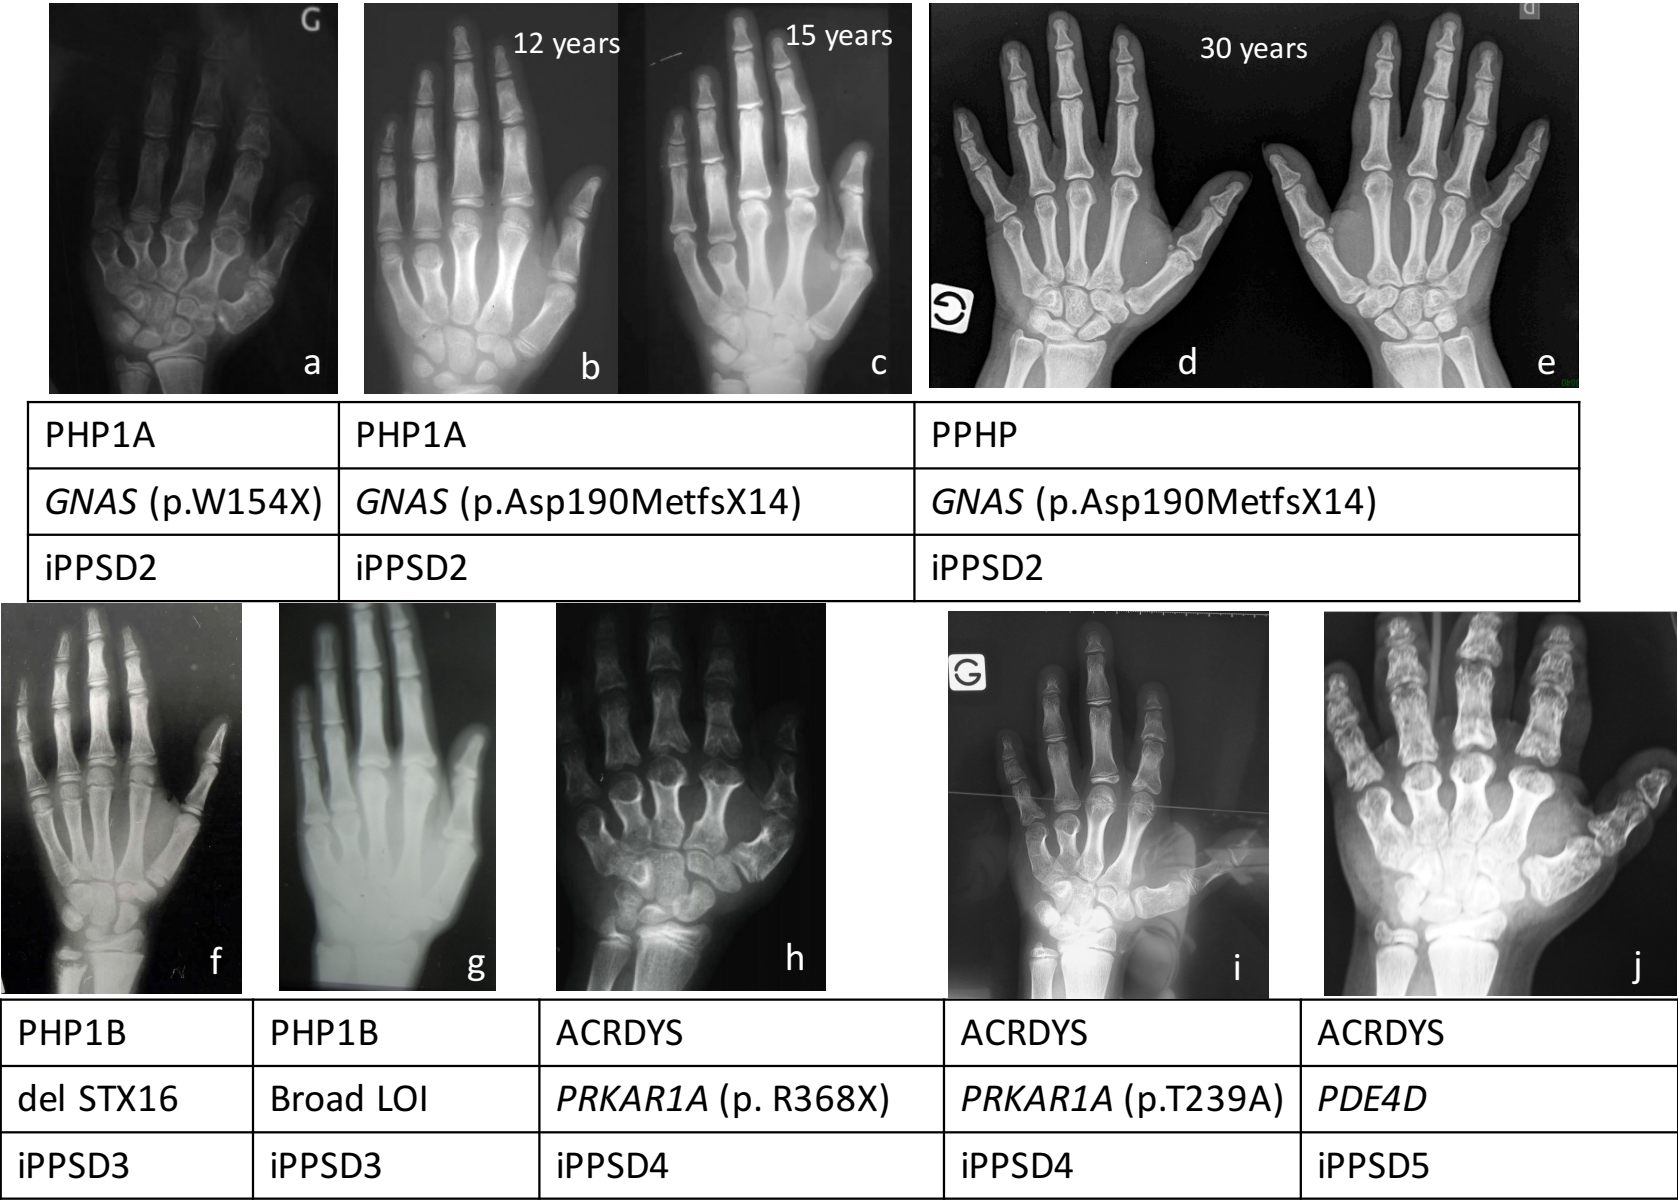 G
12 years
15 years
30 years
G
a
b
c
d
e
PHP1A
PHP1A
PPHP
GNAS (p.W154X)
GNAS (p.Asp190MetfsX14)
GNAS (p.Asp190MetfsX14)
iPPSD2
iPPSD2
iPPSD2
G
f
g
h
i
j
PHP1B
PHP1B
ACRDYS
ACRDYS
ACRDYS
del STX16
Broad LOI
PRKAR1A (p. R368X)
PRKAR1A (p.T239A)
PDE4D
iPPSD3
iPPSD3
iPPSD4
iPPSD4
iPPSD5